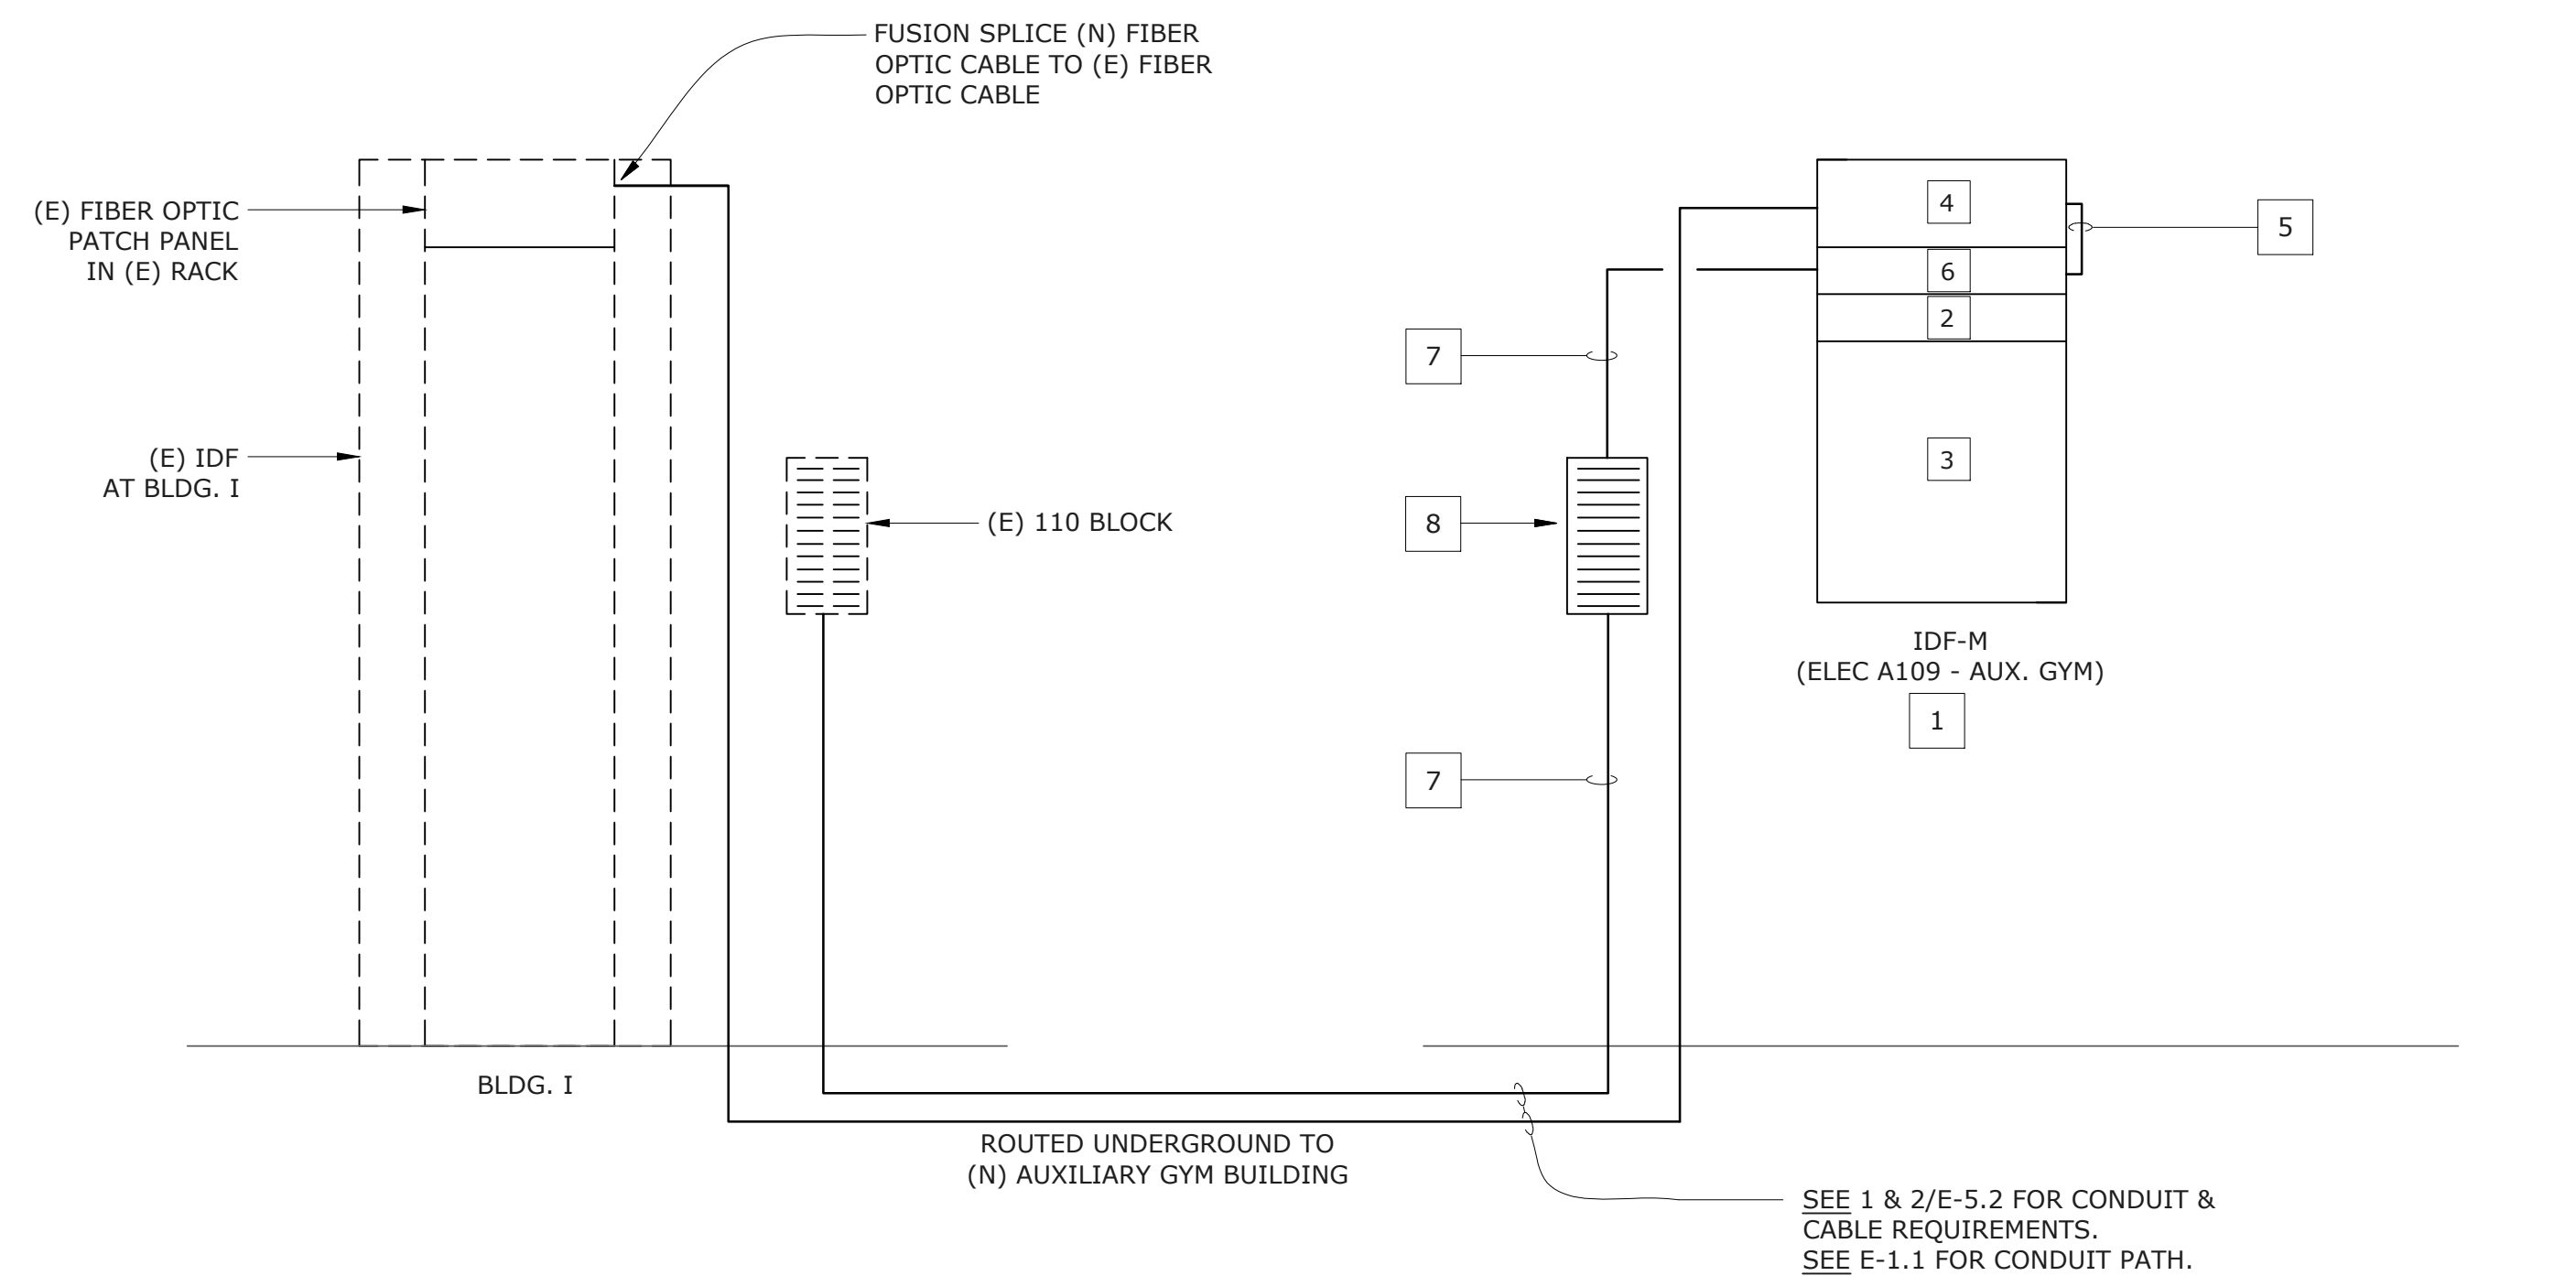 FUSION SPLICE (N) FIBER
OPTIC CABLE TO (E) FIBER
OPTIC CABLE
(E) FIBER OPTIC
PATCH PANEL
IN (E) RACK
(E) IDF
AT BLDG. I
(E) 110 BLOCK
4
5
6
2
7
3
8
IDF-M
(ELEC A109 - AUX. GYM)
1
7
BLDG. I
ROUTED UNDERGROUND TO
(N) AUXILIARY GYM BUILDING
SEE 1 & 2/E-5.2 FOR CONDUIT &
CABLE REQUIREMENTS.
SEE E-1.1 FOR CONDUIT PATH.